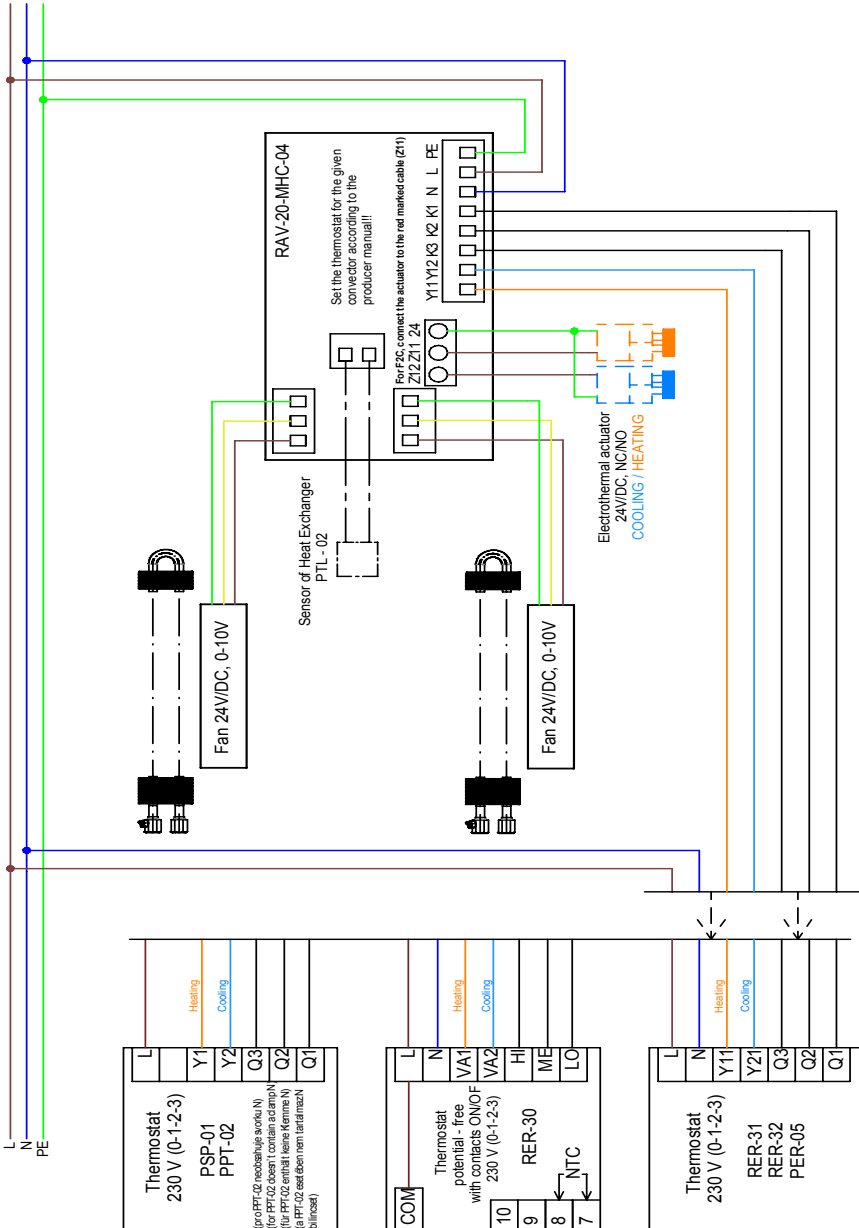 L
N
PE
RAV-20-MHC-04
Set the thermostat for the given
convector according to the
producer manual!!
For F2C, connect the actuator to the red marked cable (Z11)
Y11 Y12 K3 K2 K1 N L PE
Z12 Z11 24
Sensor of Heat Exchanger
PTL - 02
Fan 24V/DC, 0-10V
Fan 24V/DC, 0-10V
Electrothermal actuator
24V/DC, NC/NO
COOLING / HEATING
Thermostat
230 V (0-1-2-3)
PSP-01
PPT-02
(pro PPT-02 neobsahuje svorku N)
(for PPT-02 doesn't contain a clamp N)
(für PPT-02 enthält keine Klemme N)
(a PPT-02 esetében nem tartalmaz N
bilincset)
L
Y1
Y2
Q3
Q2
Q1
Heating
Cooling
COM
Thermostat
potential - free
with contacts ON/OF
230 V (0-1-2-3)
RER-30
10
9
8
7
NTC
L
N
VA1
VA2
HI
ME
LO
Heating
Cooling
Thermostat
230 V (0-1-2-3)
RER-31
RER-32
PER-05
L
N
Y11
Y21
Q3
Q2
Q1
Heating
Cooling